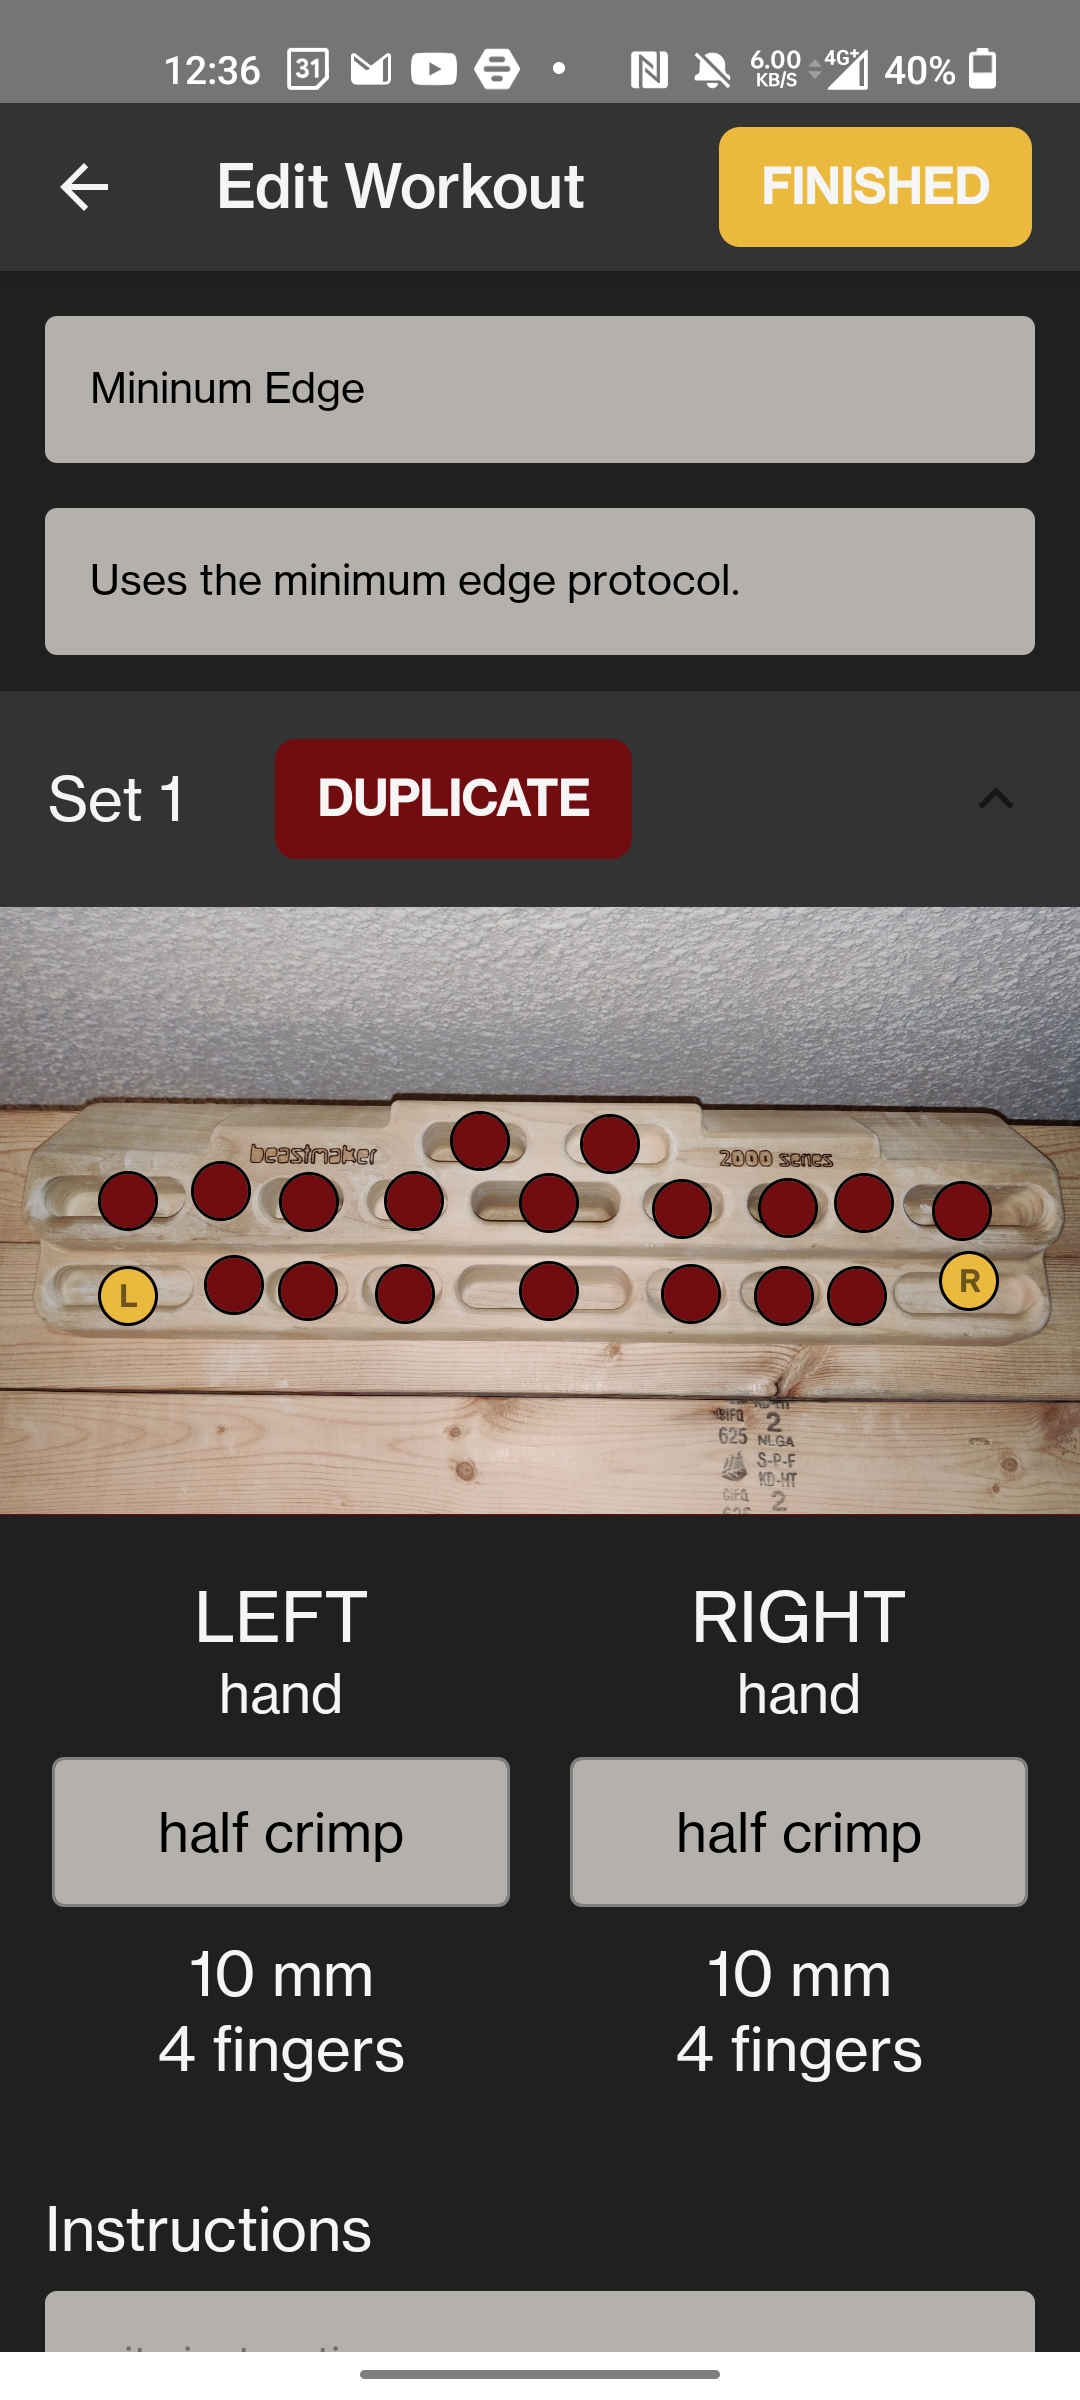 12:36 31 6.00 KB/S 4G+ 40%
Edit Workout FINISHED
Mininum Edge
Uses the minimum edge protocol.
Set 1 DUPLICATE
beastmaker 2000 series
L R
2
625 NLGA
S-P-F
KD-HT
2
LEFT RIGHT
hand hand
half crimp half crimp
10 mm 10 mm
4 fingers 4 fingers
Instructions